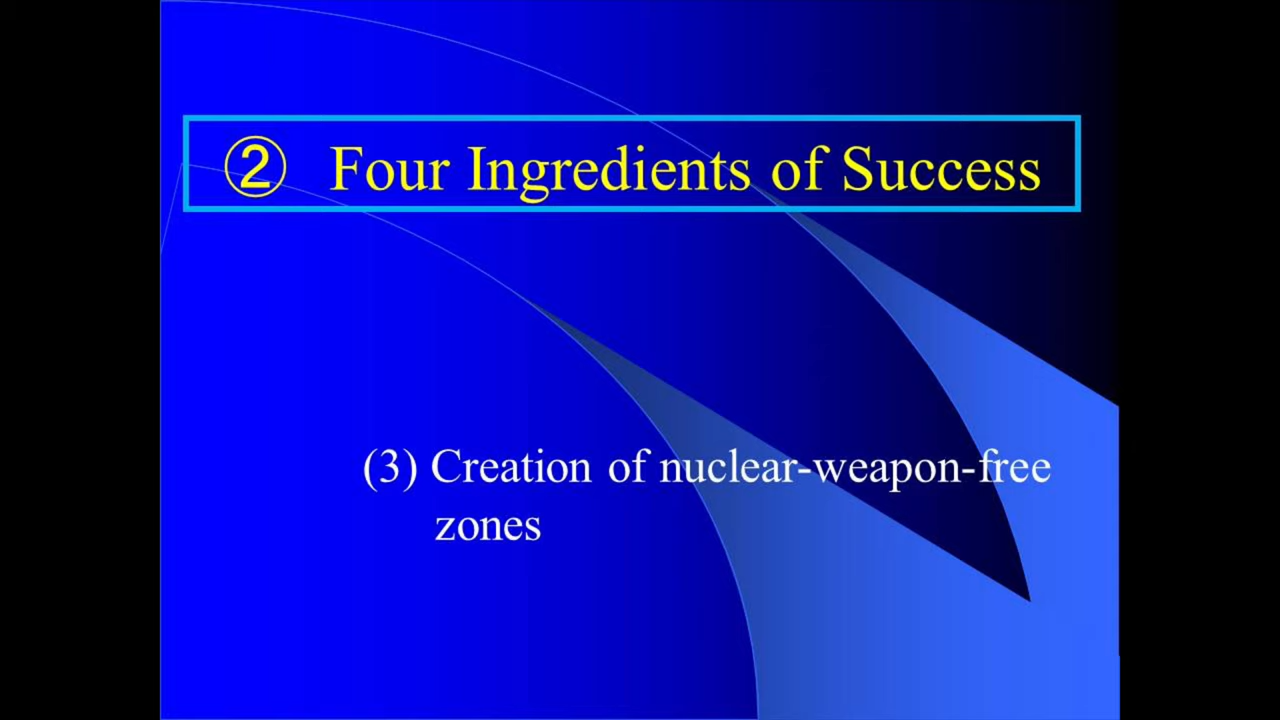 ② Four Ingredients of Success
(3) Creation of nuclear-weapon-free
zones